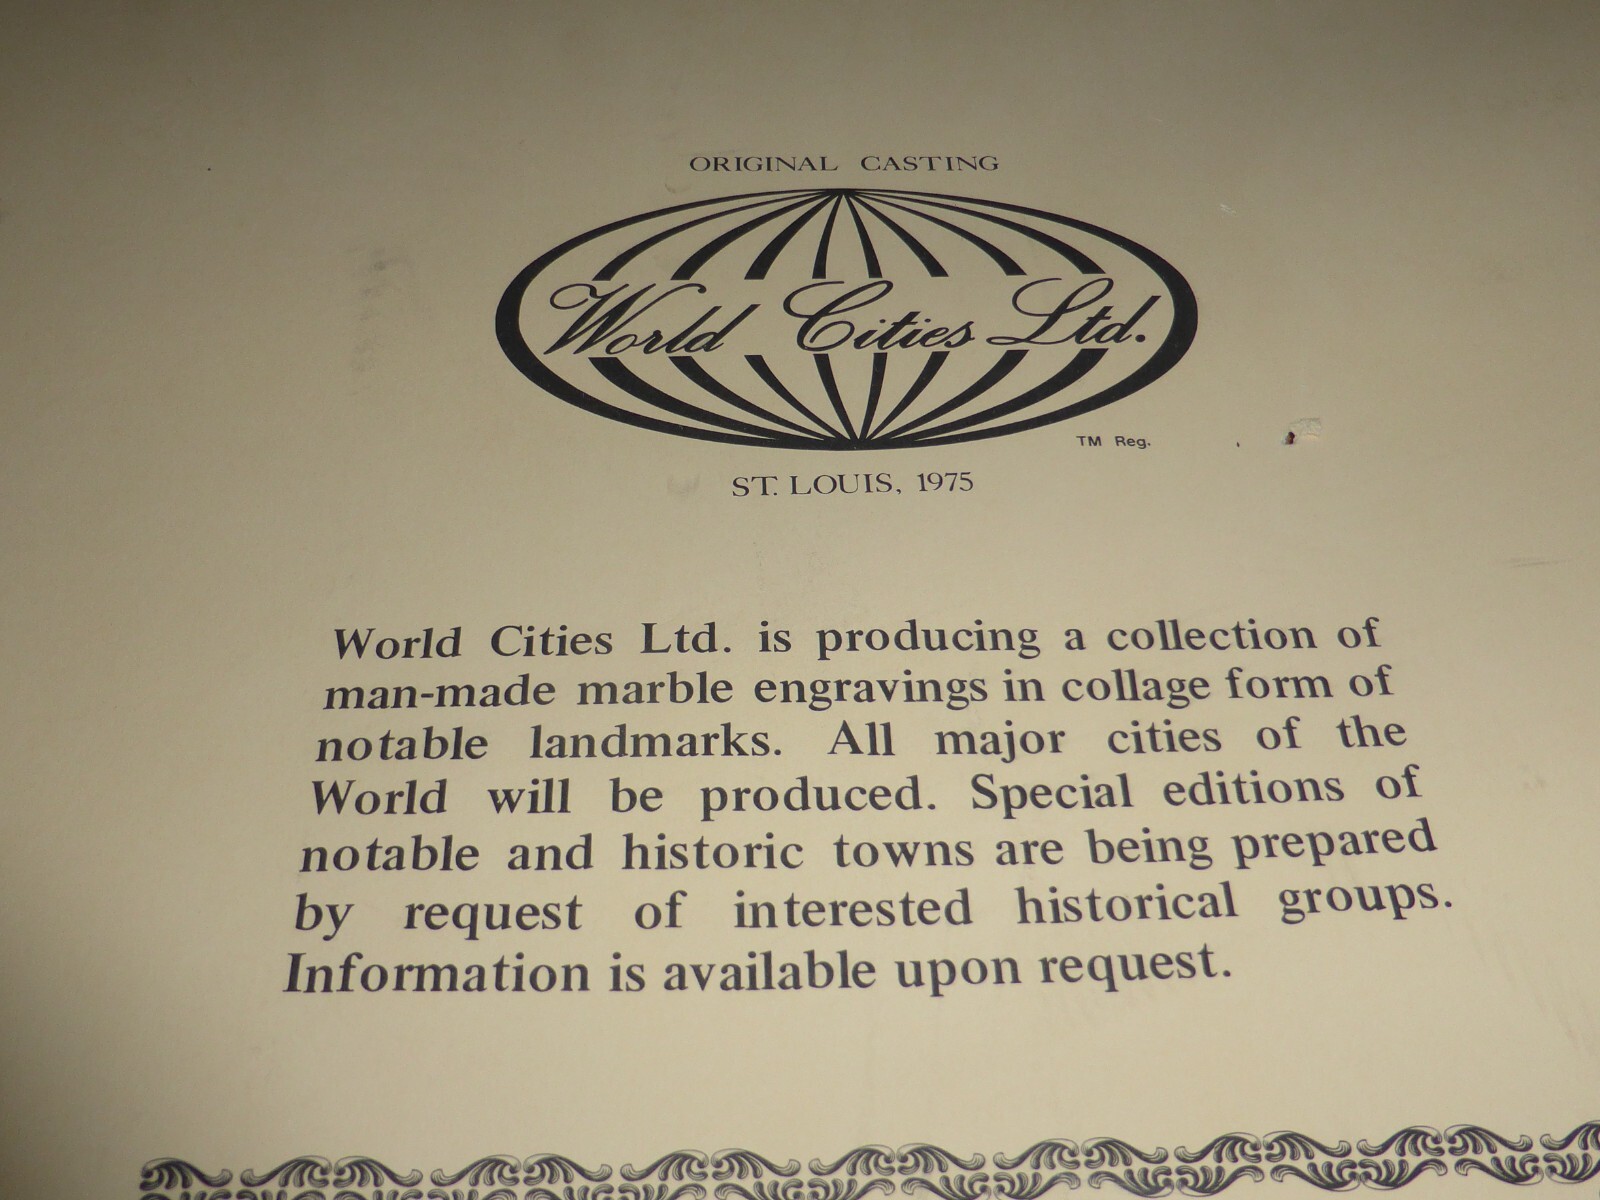 ORIGINAL CASTING
World Cities Ltd.
TM Reg.
ST. LOUIS, 1975
World Cities Ltd. is producing a collection of
man-made marble engravings in collage form of
notable landmarks. All major cities of the
World will be produced. Special editions of
notable and historic towns are being prepared
by request of interested historical groups.
Information is available upon request.